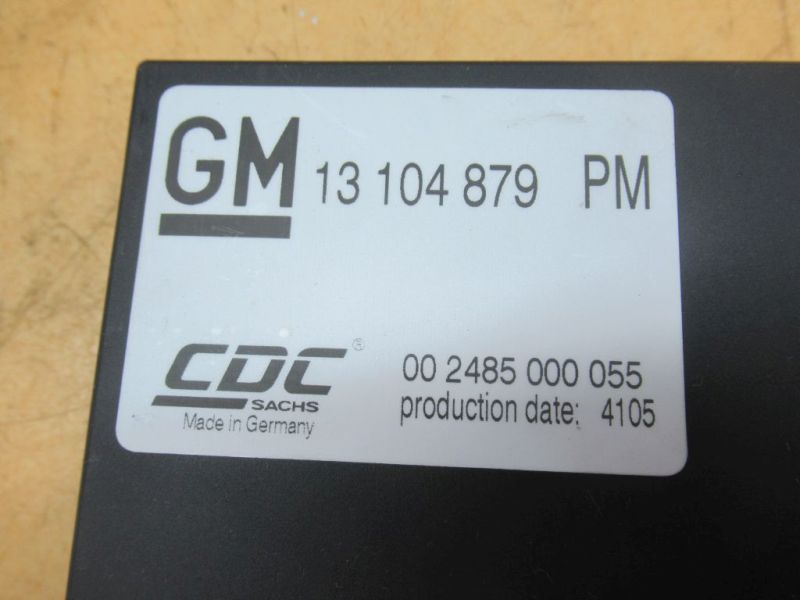 GM 13 104 879 PM
CDC® 00 2485 000 055
SACHS production date: 4105
Made in Germany